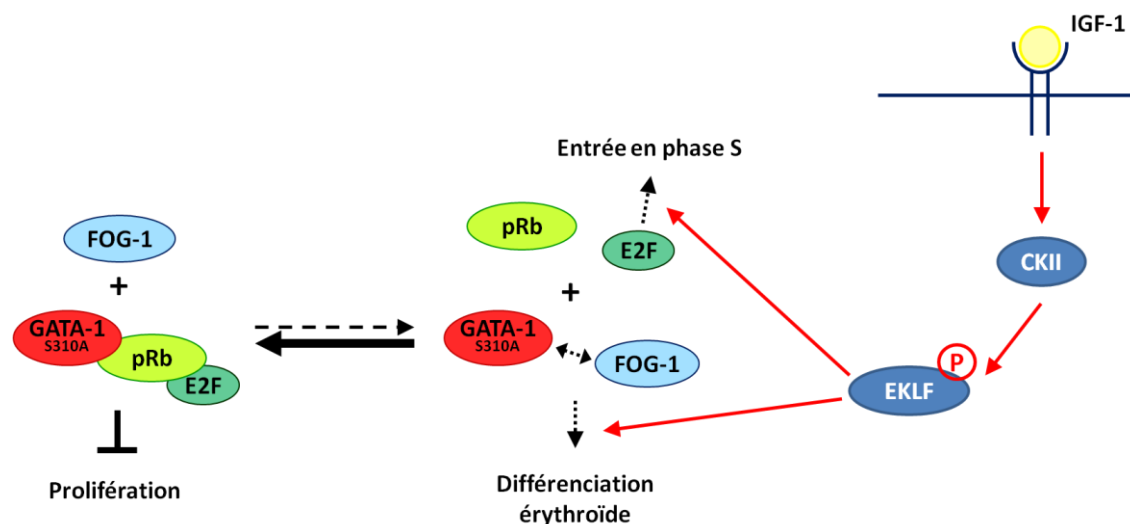 IGF-1
Entrée en phase S
pRb
FOG-1
E2F
CKII
+
+
GATA-1
S310A
pRb
E2F
GATA-1
S310A
FOG-1
P
EKLF
Prolifération
Différenciation
érythroïde